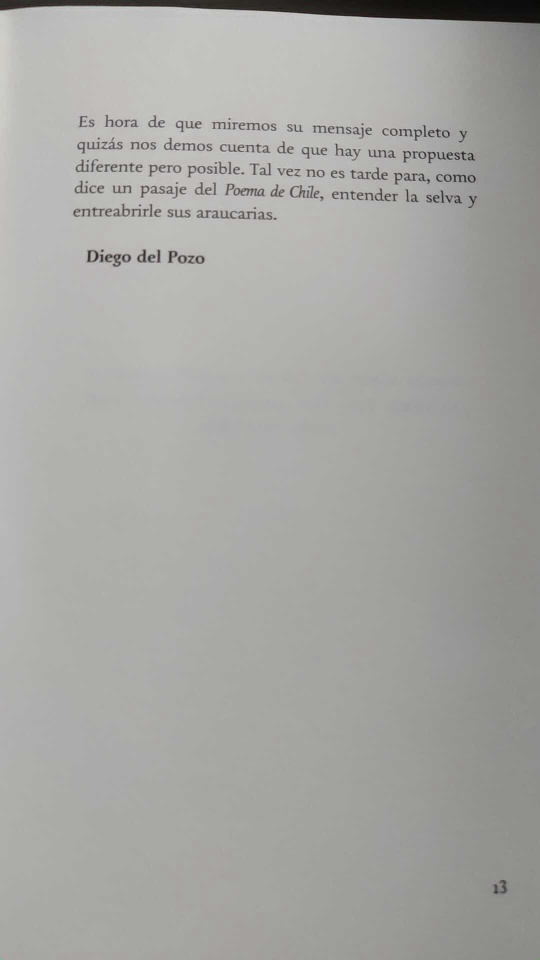 Es hora de que miremos su mensaje completo y
quizás nos demos cuenta de que hay una propuesta
diferente pero posible. Tal vez no es tarde para, como
dice un pasaje del Poema de Chile, entender la selva y
entreabrirle sus araucarias.
Diego del Pozo
13